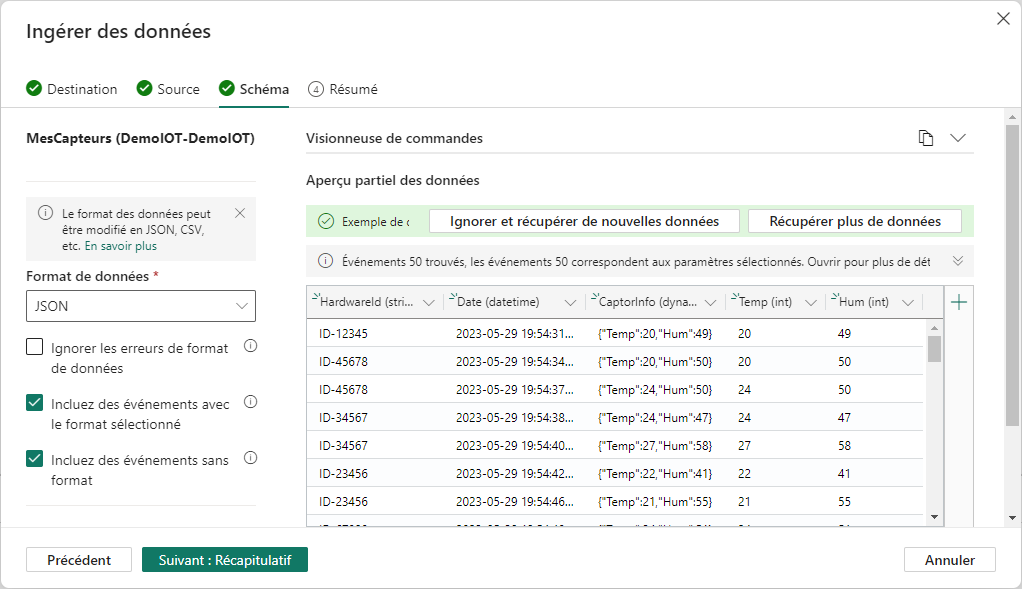 Ingérer des données
Destination
Source
Schéma
4 Résumé
MesCapteurs (DemoIOT-DemoIOT)
Le format des données peut
être modifié en JSON, CSV,
etc. En savoir plus
Format de données *
JSON
Ignorer les erreurs de format
de données
Incluez des événements avec
le format sélectionné
Incluez des événements sans
format
Visionneuse de commandes
Aperçu partiel des données
Exemple de
Ignorer et récupérer de nouvelles données
Récupérer plus de données
Événements 50 trouvés, les événements 50 correspondent aux paramètres sélectionnés. Ouvrir pour plus de dét
HardwareId (stri... Date (datetime) CaptorInfo (dyna... Temp (int) Hum (int)
ID-12345 2023-05-29 19:54:31... {"Temp":20,"Hum":49} 20 49
ID-45678 2023-05-29 19:54:34... {"Temp":20,"Hum":50} 20 50
ID-45678 2023-05-29 19:54:37... {"Temp":24,"Hum":50} 24 50
ID-34567 2023-05-29 19:54:38... {"Temp":24,"Hum":47} 24 47
ID-34567 2023-05-29 19:54:40... {"Temp":27,"Hum":58} 27 58
ID-23456 2023-05-29 19:54:42... {"Temp":22,"Hum":41} 22 41
ID-23456 2023-05-29 19:54:46... {"Temp":21,"Hum":55} 21 55
Précédent
Suivant : Récapitulatif
Annuler